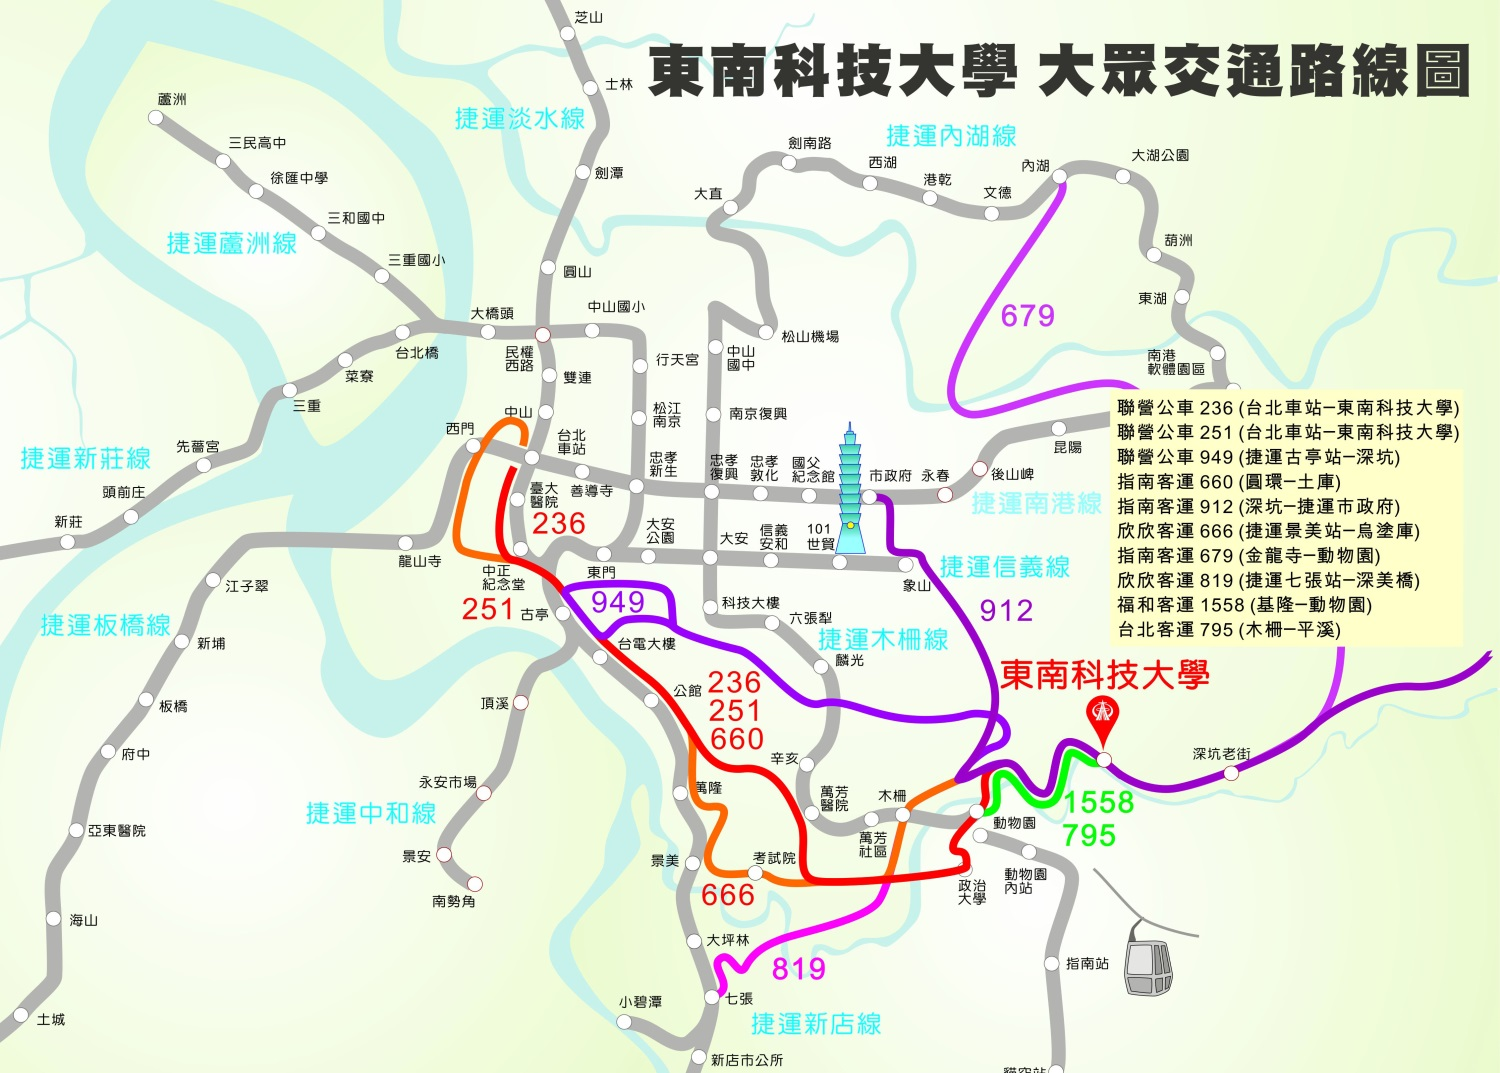 東南科技大學 大眾交通路線圖
芝山
士林
捷運淡水線
蘆洲
三民高中
徐匯中學
三和國中
捷運蘆洲線
三重國小
劍潭
圓山
大橋頭
中山國小
台北橋
民權
西路
菜寮
三重
雙連
行天宮
中山
松江
南京
先嗇宮
捷運新莊線
頭前庄
新莊
西門
台北
車站
忠孝
新生
善導寺
臺大
醫院
236
龍山寺
中正
紀念堂
251
古亭
東門
大安
公園
劍南路
捷運內湖線
大直
西湖
港乾
文德
內湖
大湖公園
葫洲
東湖
679
松山機場
中山
國中
南港
軟體園區
南京復興
忠孝
復興
忠孝
敦化
國父
紀念館
市政府
永春
後山埤
昆陽
捷運南港線
大安
信義
安和
101
世貿
象山
捷運信義線
聯營公車 236 (台北車站–東南科技大學)
聯營公車 251 (台北車站–東南科技大學)
聯營公車 949 (捷運古亭站–深坑)
指南客運 660 (圓環–土庫)
指南客運 912 (深坑–捷運市政府)
欣欣客運 666 (捷運景美站–烏塗庫)
指南客運 679 (金龍寺–動物園)
欣欣客運 819 (捷運七張站–深美橋)
福和客運 1558 (基隆–動物園)
台北客運 795 (木柵–平溪)
949
912
科技大樓
六張犁
捷運木柵線
麟光
台電大樓
公館
236
251
660
東南科技大學
深坑老街
江子翠
捷運板橋線
新埔
板橋
府中
亞東醫院
海山
土城
頂溪
永安市場
捷運中和線
景安
南勢角
辛亥
萬隆
萬芳
醫院
木柵
萬芳
社區
動物園
1558
795
景美
考試院
666
政治
大學
動物園
內站
大坪林
819
指南站
七張
小碧潭
捷運新店線
新店市公所
貓空站